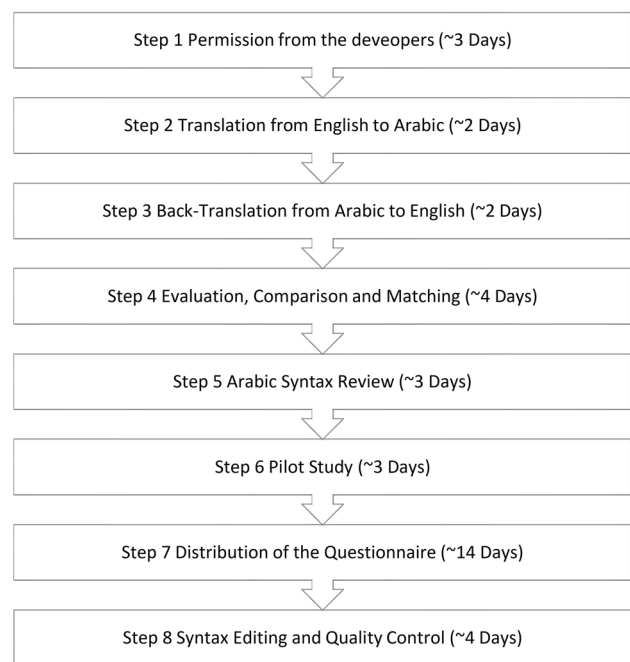 Step 1 Permission from the deveopers (~3 Days)
Step 2 Translation from English to Arabic (~2 Days)
Step 3 Back-Translation from Arabic to English (~2 Days)
Step 4 Evaluation, Comparison and Matching (~4 Days)
Step 5 Arabic Syntax Review (~3 Days)
Step 6 Pilot Study (~3 Days)
Step 7 Distribution of the Questionnaire (~14 Days)
Step 8 Syntax Editing and Quality Control (~4 Days)